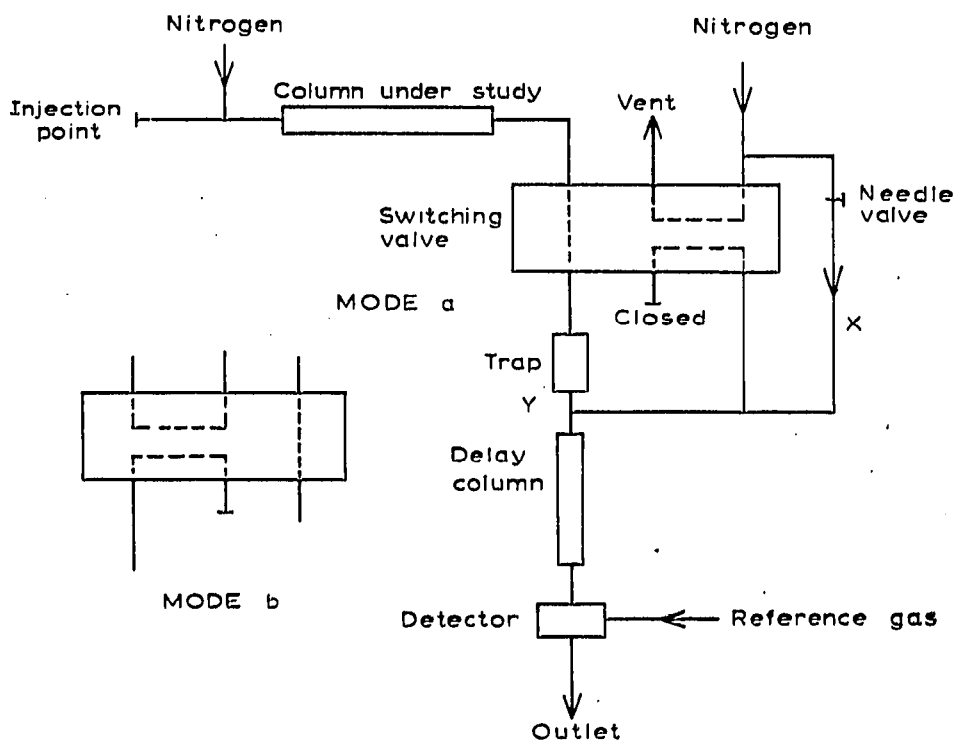 Nitrogen
Nitrogen
Column under study
Injection
point
Vent
Needle
valve
Switching
valve
MODE a
Closed
X
Trap
Y
Delay
column
MODE b
Detector
Reference gas
Outlet